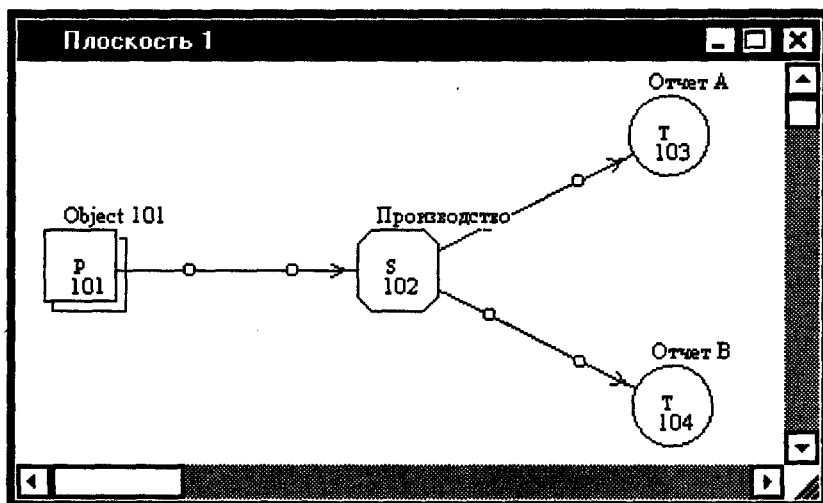 Плоскость 1
Отчет A
T
103
Object 101
P
101
Производство
S
102
Отчет B
T
104